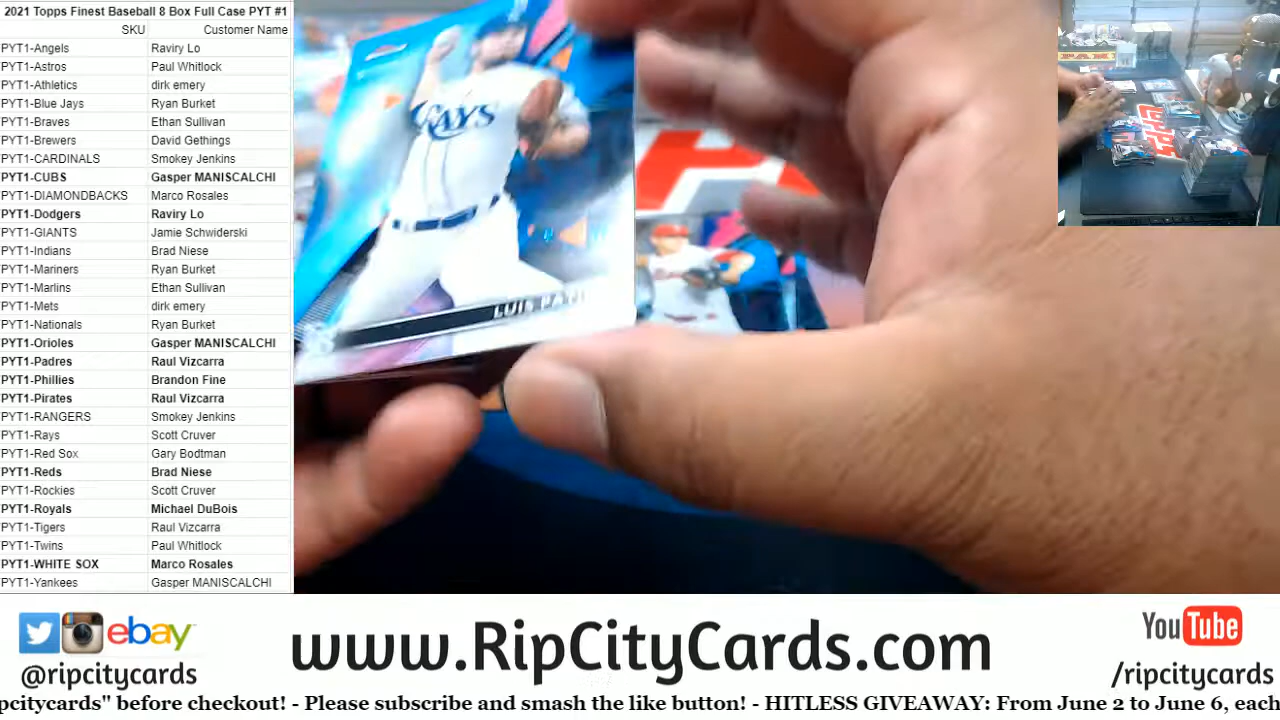 2021 Topps Finest Baseball 8 Box Full Case PYT #1
SKU Customer Name
PYT1-Angels Raviry Lo
PYT1-Astros Paul Whitlock
PYT1-Athletics dirk emery
PYT1-Blue Jays Ryan Burket
PYT1-Braves Ethan Sullivan
PYT1-Brewers David Gethings
PYT1-CARDINALS Smokey Jenkins
PYT1-CUBS Gasper MANISCALCHI
PYT1-DIAMONDBACKS Marco Rosales
PYT1-Dodgers Raviry Lo
PYT1-GIANTS Jamie Schwiderski
PYT1-Indians Brad Niese
PYT1-Mariners Ryan Burket
PYT1-Marlins Ethan Sullivan
PYT1-Mets dirk emery
PYT1-Nationals Ryan Burket
PYT1-Orioles Gasper MANISCALCHI
PYT1-Padres Raul Vizcarra
PYT1-Phillies Brandon Fine
PYT1-Pirates Raul Vizcarra
PYT1-RANGERS Smokey Jenkins
PYT1-Rays Scott Cruver
PYT1-Red Sox Gary Bodtman
PYT1-Reds Brad Niese
PYT1-Rockies Scott Cruver
PYT1-Royals Michael DuBois
PYT1-Tigers Raul Vizcarra
PYT1-Twins Paul Whitlock
PYT1-WHITE SOX Marco Rosales
PYT1-Yankees Gasper MANISCALCHI
RAYS
LUIS
topps
ebay
@ripcitycards
www.RipCityCards.com
YouTube
/ripcitycards
pcitycards" before checkout! - Please subscribe and smash the like button! - HITLESS GIVEAWAY: From June 2 to June 6, each